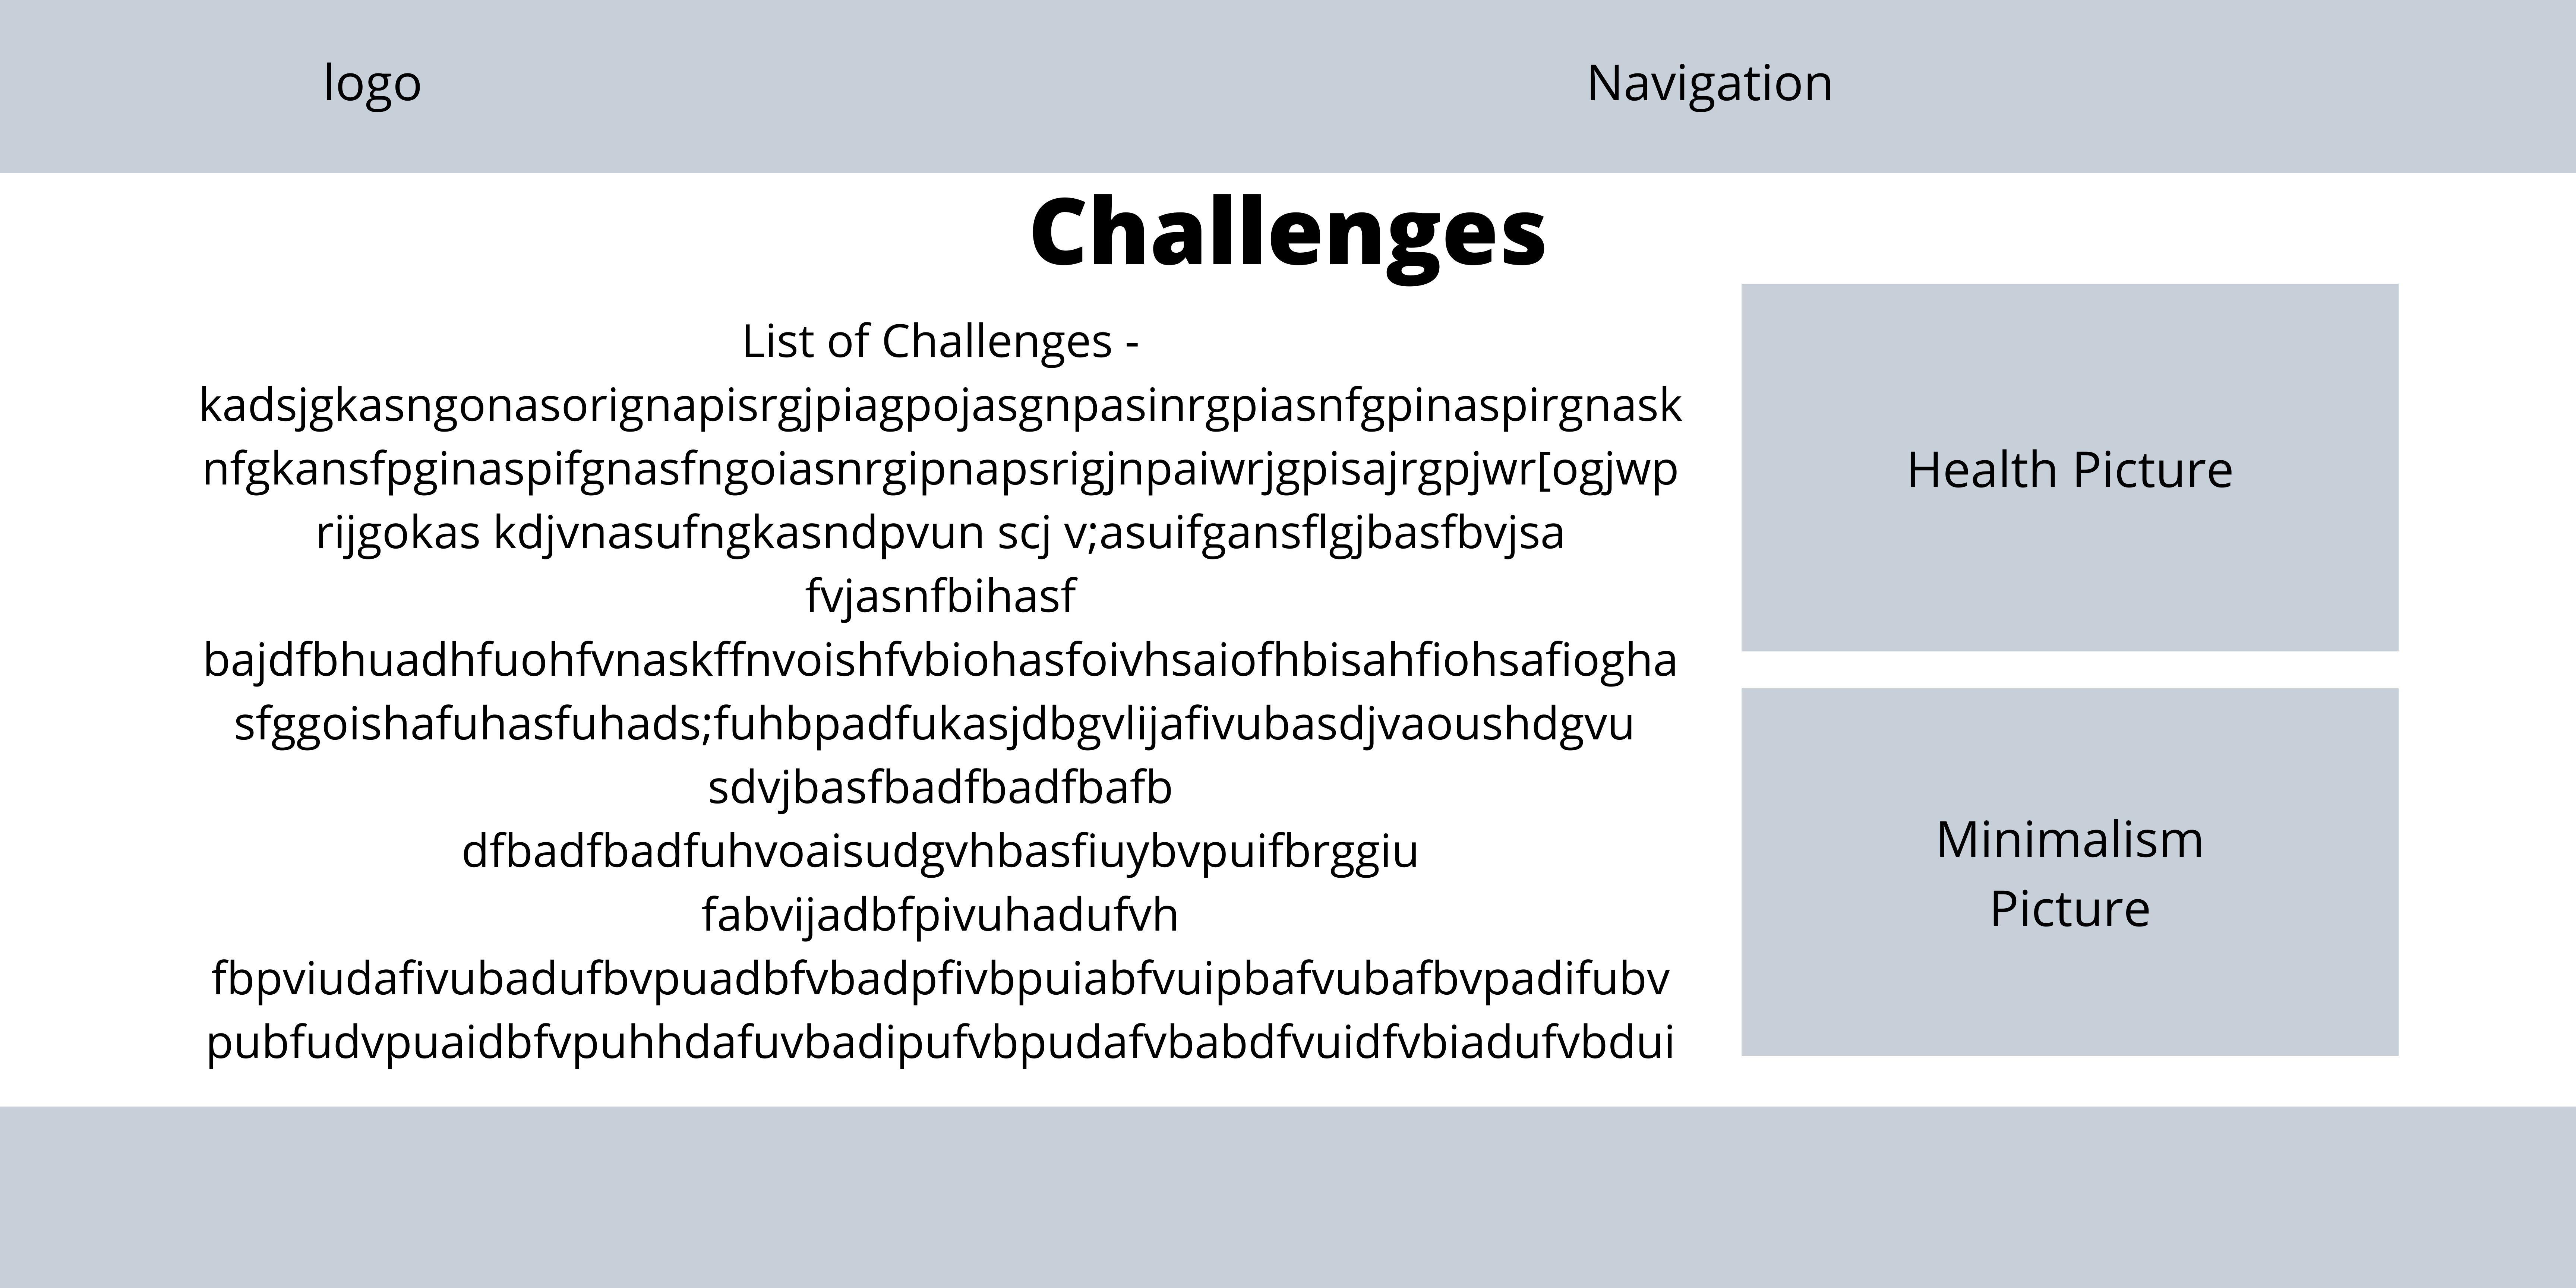 logo
Navigation
Challenges
List of Challenges -
kadsjgkasngonasorignapisrgjpiagpojasgnpasinrgpiasnfgpinaspirgnask
nfgkansfpginaspifgnasfngoiasnrgipnapsrigjnpaiwrjgpisajrgpjwr[ogjwp
rijgokas kdjvnasufngkasndpvun scj v;asuifgansflgjbasfbvjsa
fvjasnfbihasf
bajdfbhuadhfuohfvnaskffnvoishfvbiohasfoivhsaiofhbisahfiohsafiogha
sfggoishafuhasfuhads;fuhbpadfukasjdbgvlijafivubasdjvaoushdgvu
sdvjbasfbadfbadfbafb
dfbadfbadfuhvoaisudgvhbasfiuybvpuifbrggiu
fabvijadbfpivuhadufvh
fbpviudafivubadufbvpuadbfvbadpfivbpuiabfvuipbafvubafbvpadifubv
pubfudvpuaidbfvpuhhdafuvbadipufvbpudafvbabdfvuidfvbiadufvbdui
Health Picture
Minimalism
Picture